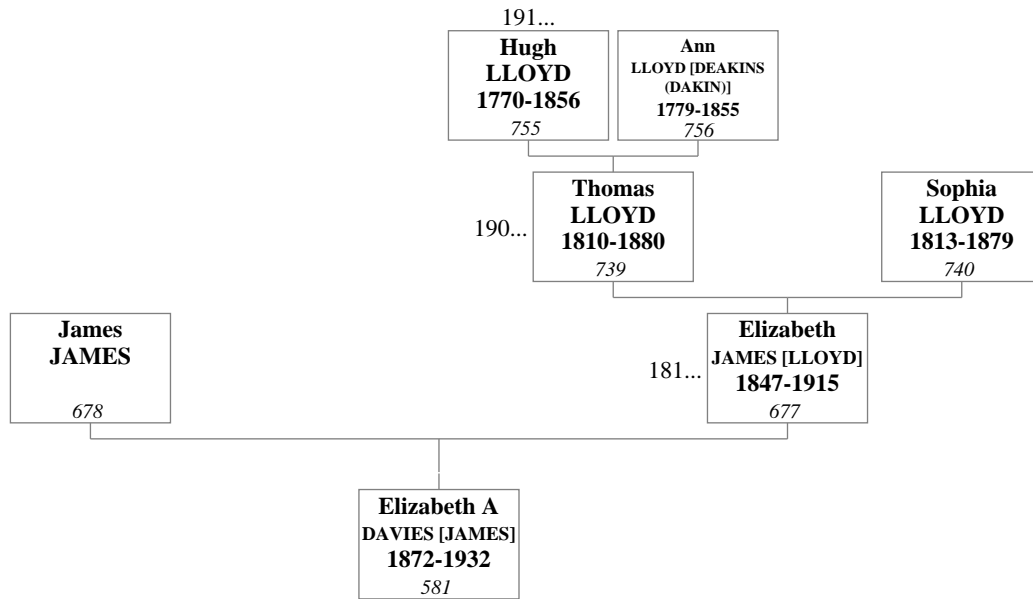 191...
Hugh
LLOYD
1770-1856
755
Ann
LLOYD [DEAKINS
(DAKIN)]
1779-1855
756
190...
Thomas
LLOYD
1810-1880
739
Sophia
LLOYD
1813-1879
740
James
JAMES
678
181...
Elizabeth
JAMES [LLOYD]
1847-1915
677
Elizabeth A
DAVIES [JAMES]
1872-1932
581